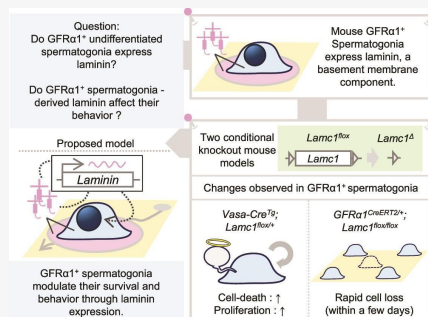 Question:
Do GFRα1⁺ undifferentiated
spermatogonia express
laminin?
Do GFRα1⁺ spermatogonia -
derived laminin affect their
behavior ?
Mouse GFRα1⁺
Spermatogonia
express laminin, a
basement membrane
component.
Proposed model
Laminin
GFRα1⁺ spermatogonia
modulate their survival and
behavior through laminin
expression.
Two conditional
knockout mouse
models
Lamc1ᶠˡᵒˣ
Lamc1ᐞ
Lamc1
Changes observed in GFRα1⁺ spermatogonia
Vasa-Creᵀᵍ;
Lamc1ᶠˡᵒˣ/⁺
Cell-death : ↑
Proliferation : ↑
GFRα1ᶜʳᵉᴱᴿᵀ²/⁺;
Lamc1ᶠˡᵒˣ/ᶠˡᵒˣ
Rapid cell loss
(within a few days)